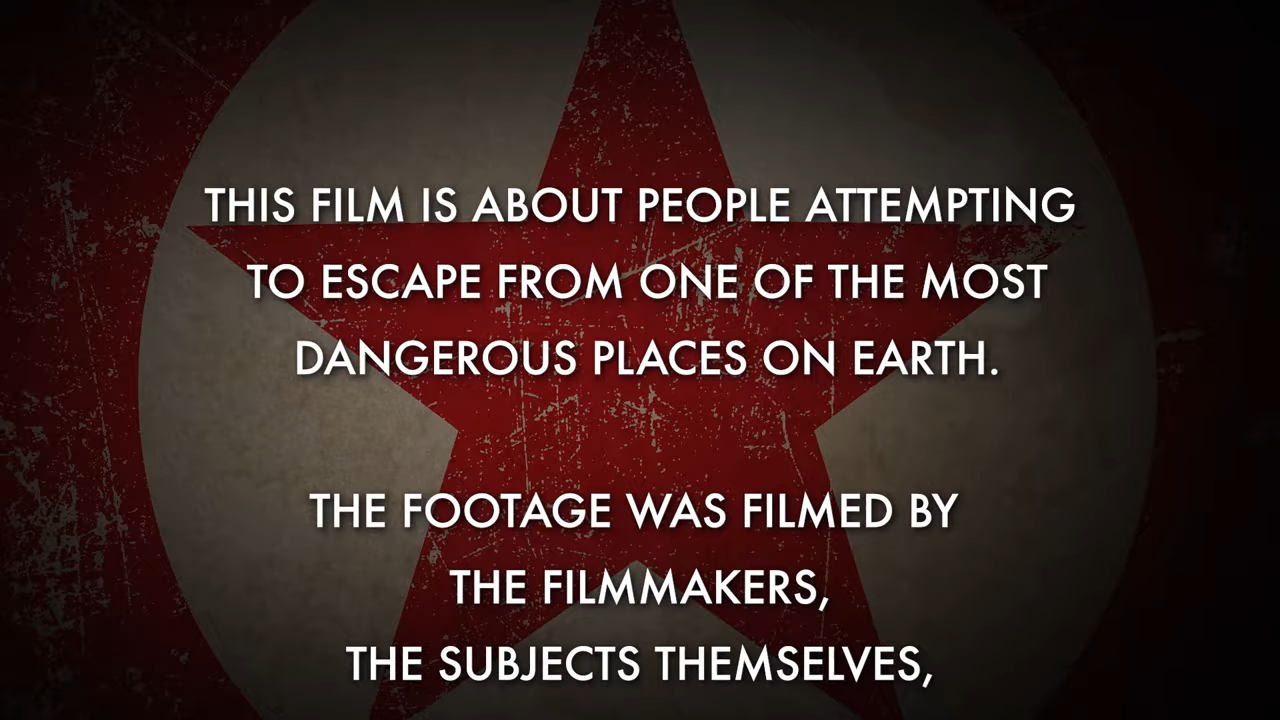 THIS FILM IS ABOUT PEOPLE ATTEMPTING
TO ESCAPE FROM ONE OF THE MOST
DANGEROUS PLACES ON EARTH.
THE FOOTAGE WAS FILMED BY
THE FILMMAKERS,
THE SUBJECTS THEMSELVES,